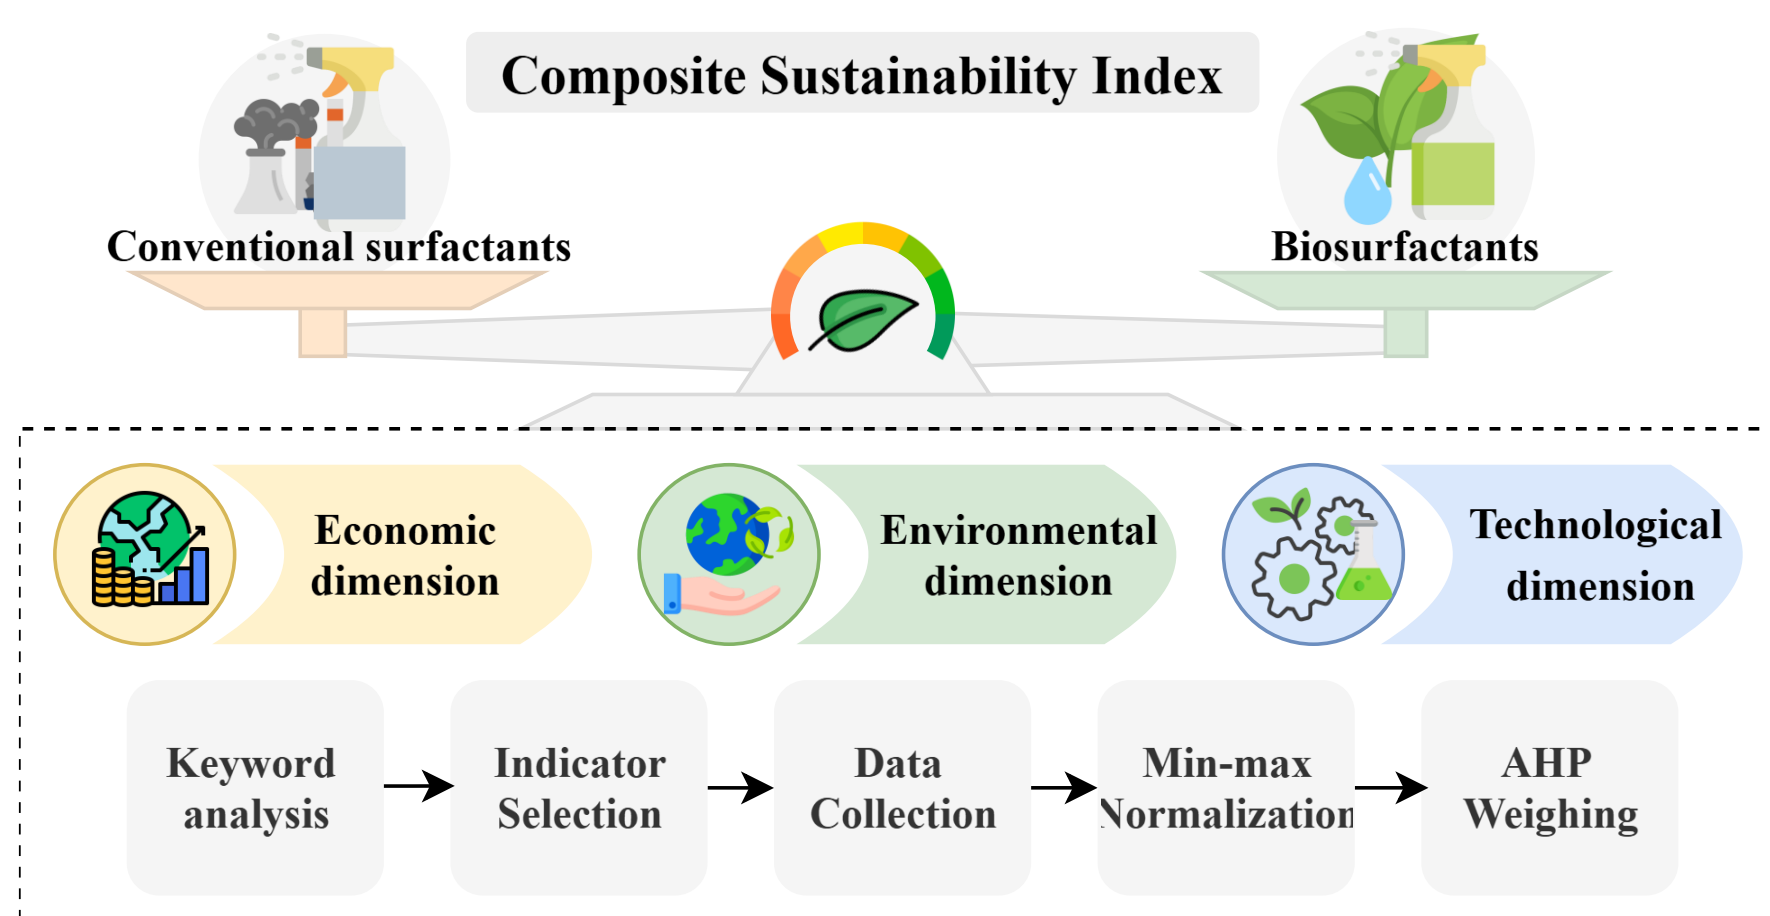 Composite Sustainability Index
Conventional surfactants
Biosurfactants
Economic
dimension
Environmental
dimension
Technological
dimension
Keyword
analysis
Indicator
Selection
Data
Collection
Min-max
Normalization
AHP
Weighing